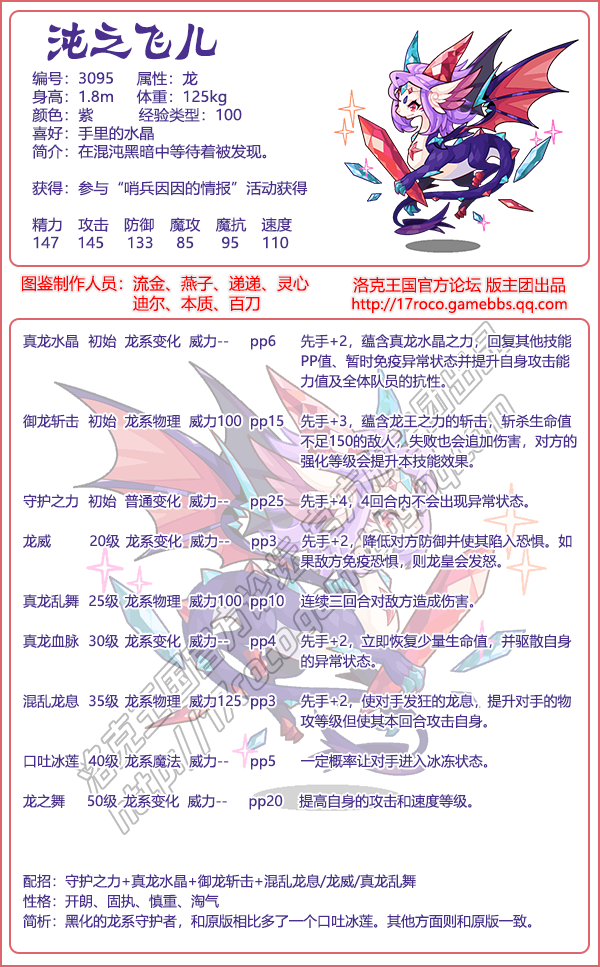 沌之飞儿
编号：3095 属性：龙
身高：1.8m 体重：125kg
颜色：紫 经验类型：100
喜好：手里的水晶
简介：在混沌黑暗中等待着被发现。
获得：参与“哨兵因因的情报”活动获得
精力 攻击 防御 魔攻 魔抗 速度
147 145 133 85 95 110
图鉴制作人员：流金、燕子、递递、灵心
迪尔、本质、百刀
洛克王国官方论坛 版主团出品
http://17roco.gamebbs.qq.com
真龙水晶 初始 龙系变化 威力-- pp6 先手+2，蕴含真龙水晶之力，回复其他技能
PP值、暂时免疫异常状态并提升自身攻击能
力值及全体队员的抗性。
御龙斩击 初始 龙系物理 威力100 pp15 先手+3，蕴含龙王之力的斩击，斩杀生命值
不足150的敌人，失败也会追加伤害，对方的
强化等级会提升本技能效果。
守护之力 初始 普通变化 威力-- pp25 先手+4，4回合内不会出现异常状态。
龙威 20级 龙系变化 威力-- pp3 先手+2，降低对方防御并使其陷入恐惧。如
果敌方免疫恐惧，则龙皇会发怒。
真龙乱舞 25级 龙系物理 威力100 pp10 连续三回合对敌方造成伤害。
真龙血脉 30级 龙系变化 威力-- pp4 先手+2，立即恢复少量生命值，并驱散自身
的异常状态。
混乱龙息 35级 龙系物理 威力125 pp3 先手+2，使对手发狂的龙息，提升对手的物
攻等级但使其本回合攻击自身。
口吐冰莲 40级 龙系魔法 威力-- pp5 一定概率让对手进入冰冻状态。
龙之舞 50级 龙系变化 威力-- pp20 提高自身的攻击和速度等级。
洛克王国官方论坛 版主团出品
http://17roco.gamebbs.qq.com
配招：守护之力+真龙水晶+御龙斩击+混乱龙息/龙威/真龙乱舞
性格：开朗、固执、慎重、淘气
简析：黑化的龙系守护者，和原版相比多了一个口吐冰莲。其他方面则和原版一致。